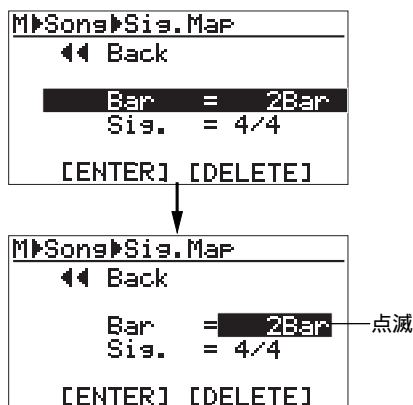 M▶Song▶Sig.Map
◀◀ Back
Bar = 2Bar
Sig. = 4/4
[ENTER] [DELETE]
M▶Song▶Sig.Map
◀◀ Back
Bar = 2Bar 点滅
Sig. = 4/4
[ENTER] [DELETE]